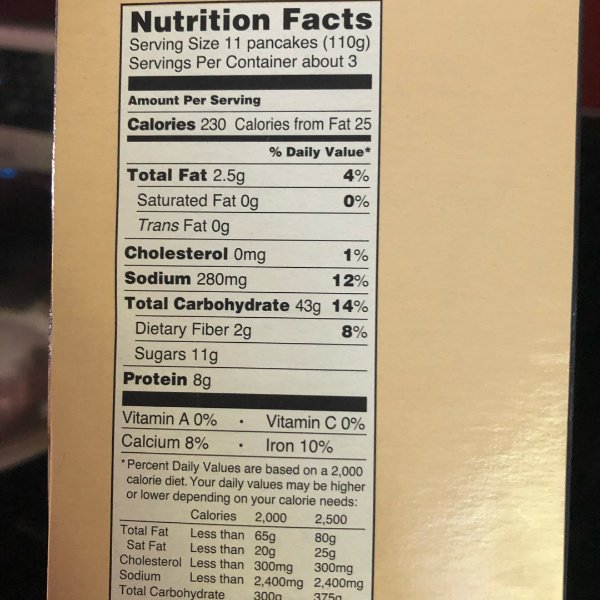 Nutrition Facts
Serving Size 11 pancakes (110g)
Servings Per Container about 3
Amount Per Serving
Calories 230 Calories from Fat 25
% Daily Value*
Total Fat 2.5g 4%
Saturated Fat 0g 0%
Trans Fat 0g
Cholesterol 0mg 1%
Sodium 280mg 12%
Total Carbohydrate 43g 14%
Dietary Fiber 2g 8%
Sugars 11g
Protein 8g
Vitamin A 0% • Vitamin C 0%
Calcium 8% • Iron 10%
*Percent Daily Values are based on a 2,000
calorie diet. Your daily values may be higher
or lower depending on your calorie needs:
Calories 2,000 2,500
Total Fat Less than 65g 80g
Sat Fat Less than 20g 25g
Cholesterol Less than 300mg 300mg
Sodium Less than 2,400mg 2,400mg
Total Carbohydrate 300g 375g